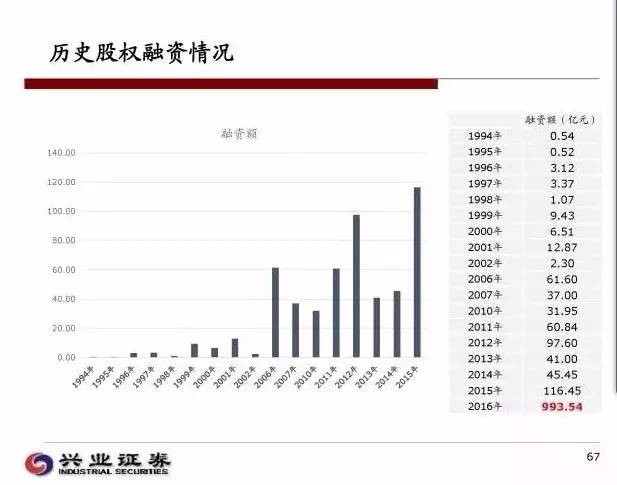 历史股权融资情况
融资额
140.00
120.00
100.00
80.00
60.00
40.00
20.00
0.00
1994年 1995年 1996年 1997年 1998年 1999年 2000年 2001年 2002年 2006年 2007年 2010年 2011年 2012年 2013年 2014年 2015年
融资额（亿元）
1994年 0.54
1995年 0.52
1996年 3.12
1997年 3.37
1998年 1.07
1999年 9.43
2000年 6.51
2001年 12.87
2002年 2.30
2006年 61.60
2007年 37.00
2010年 31.95
2011年 60.84
2012年 97.60
2013年 41.00
2014年 45.45
2015年 116.45
2016年 993.54
兴业证券
INDUSTRIAL SECURITIES
67